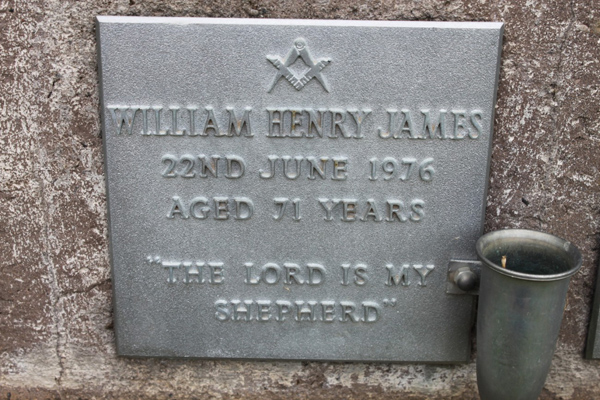 WILLIAM HENRY JAMES
22ND JUNE 1976
AGED 71 YEARS
"THE LORD IS MY
SHEPHERD"